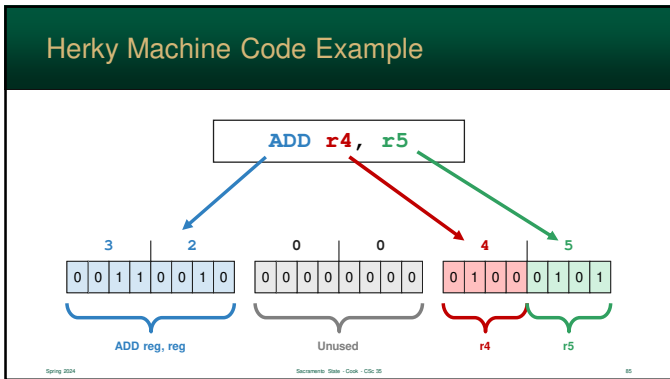 Herky Machine Code Example
ADD r4, r5
3 2 0 0 4 5
0 0 1 1 0 0 1 0 0 0 0 0 0 0 0 0 0 1 0 0 0 1 0 1
ADD reg, reg Unused r4 r5
Spring 2024 Sacramento State - Cook - CSc 35 85